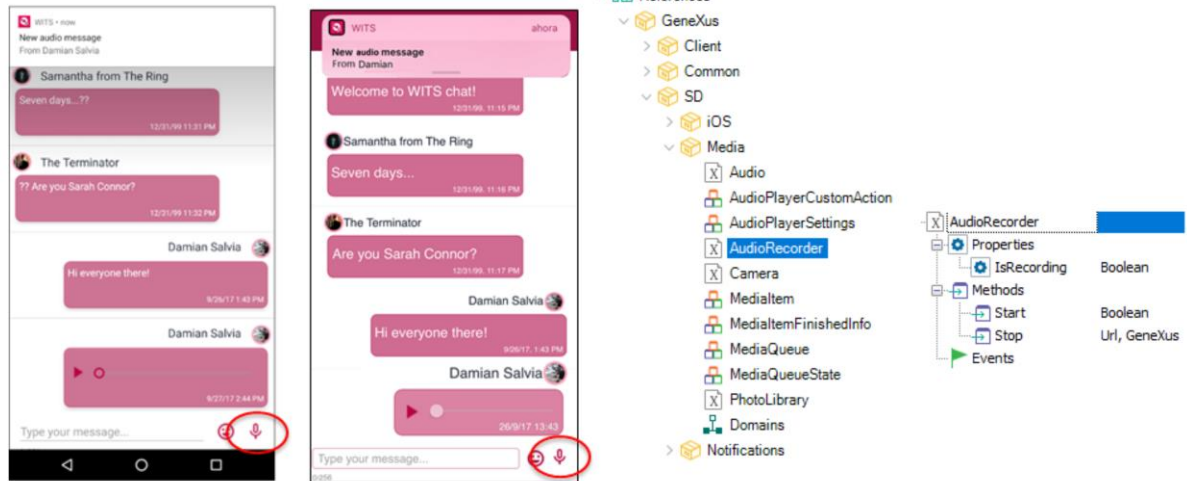 WITS • now
New audio message
From Damian Salvia
Samantha from The Ring
Seven days...??
12/31/99 11:31 PM
The Terminator
?? Are you Sarah Connor?
12/31/99 11:32 PM
Damian Salvia
Hi everyone there!
9/26/17 1:43 PM
Damian Salvia
9/27/17 2:44 PM
Type your message...
WITS
ahora
New audio message
From Damian
Welcome to WITS chat!
12/31/99, 11:15 PM
Samantha from The Ring
Seven days...
12/31/99, 11:16 PM
The Terminator
Are you Sarah Connor?
12/31/99, 11:17 PM
Damian Salvia
Hi everyone there!
9/26/17, 1:43 PM
Damian Salvia
26/9/17 13:43
Type your message...
0/256
GeneXus
Client
Common
SD
iOS
Media
Audio
AudioPlayerCustomAction
AudioPlayerSettings
AudioRecorder
Camera
MediaItem
MediaItemFinishedInfo
MediaQueue
MediaQueueState
PhotoLibrary
Domains
Notifications
AudioRecorder
Properties
IsRecording Boolean
Methods
Start Boolean
Stop Url, GeneXus
Events